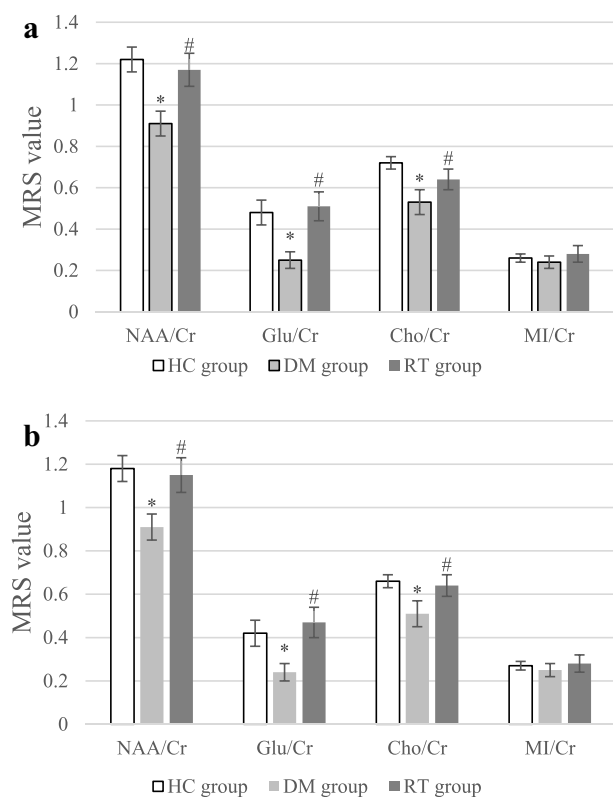 a
1.4
1.2
1
0.8
0.6
0.4
0.2
0
MRS value
* #
* #
* #
NAA/Cr Glu/Cr Cho/Cr MI/Cr
HC group DM group RT group
b
1.4
1.2
1
0.8
0.6
0.4
0.2
0
MRS value
* #
* #
* #
NAA/Cr Glu/Cr Cho/Cr MI/Cr
HC group DM group RT group